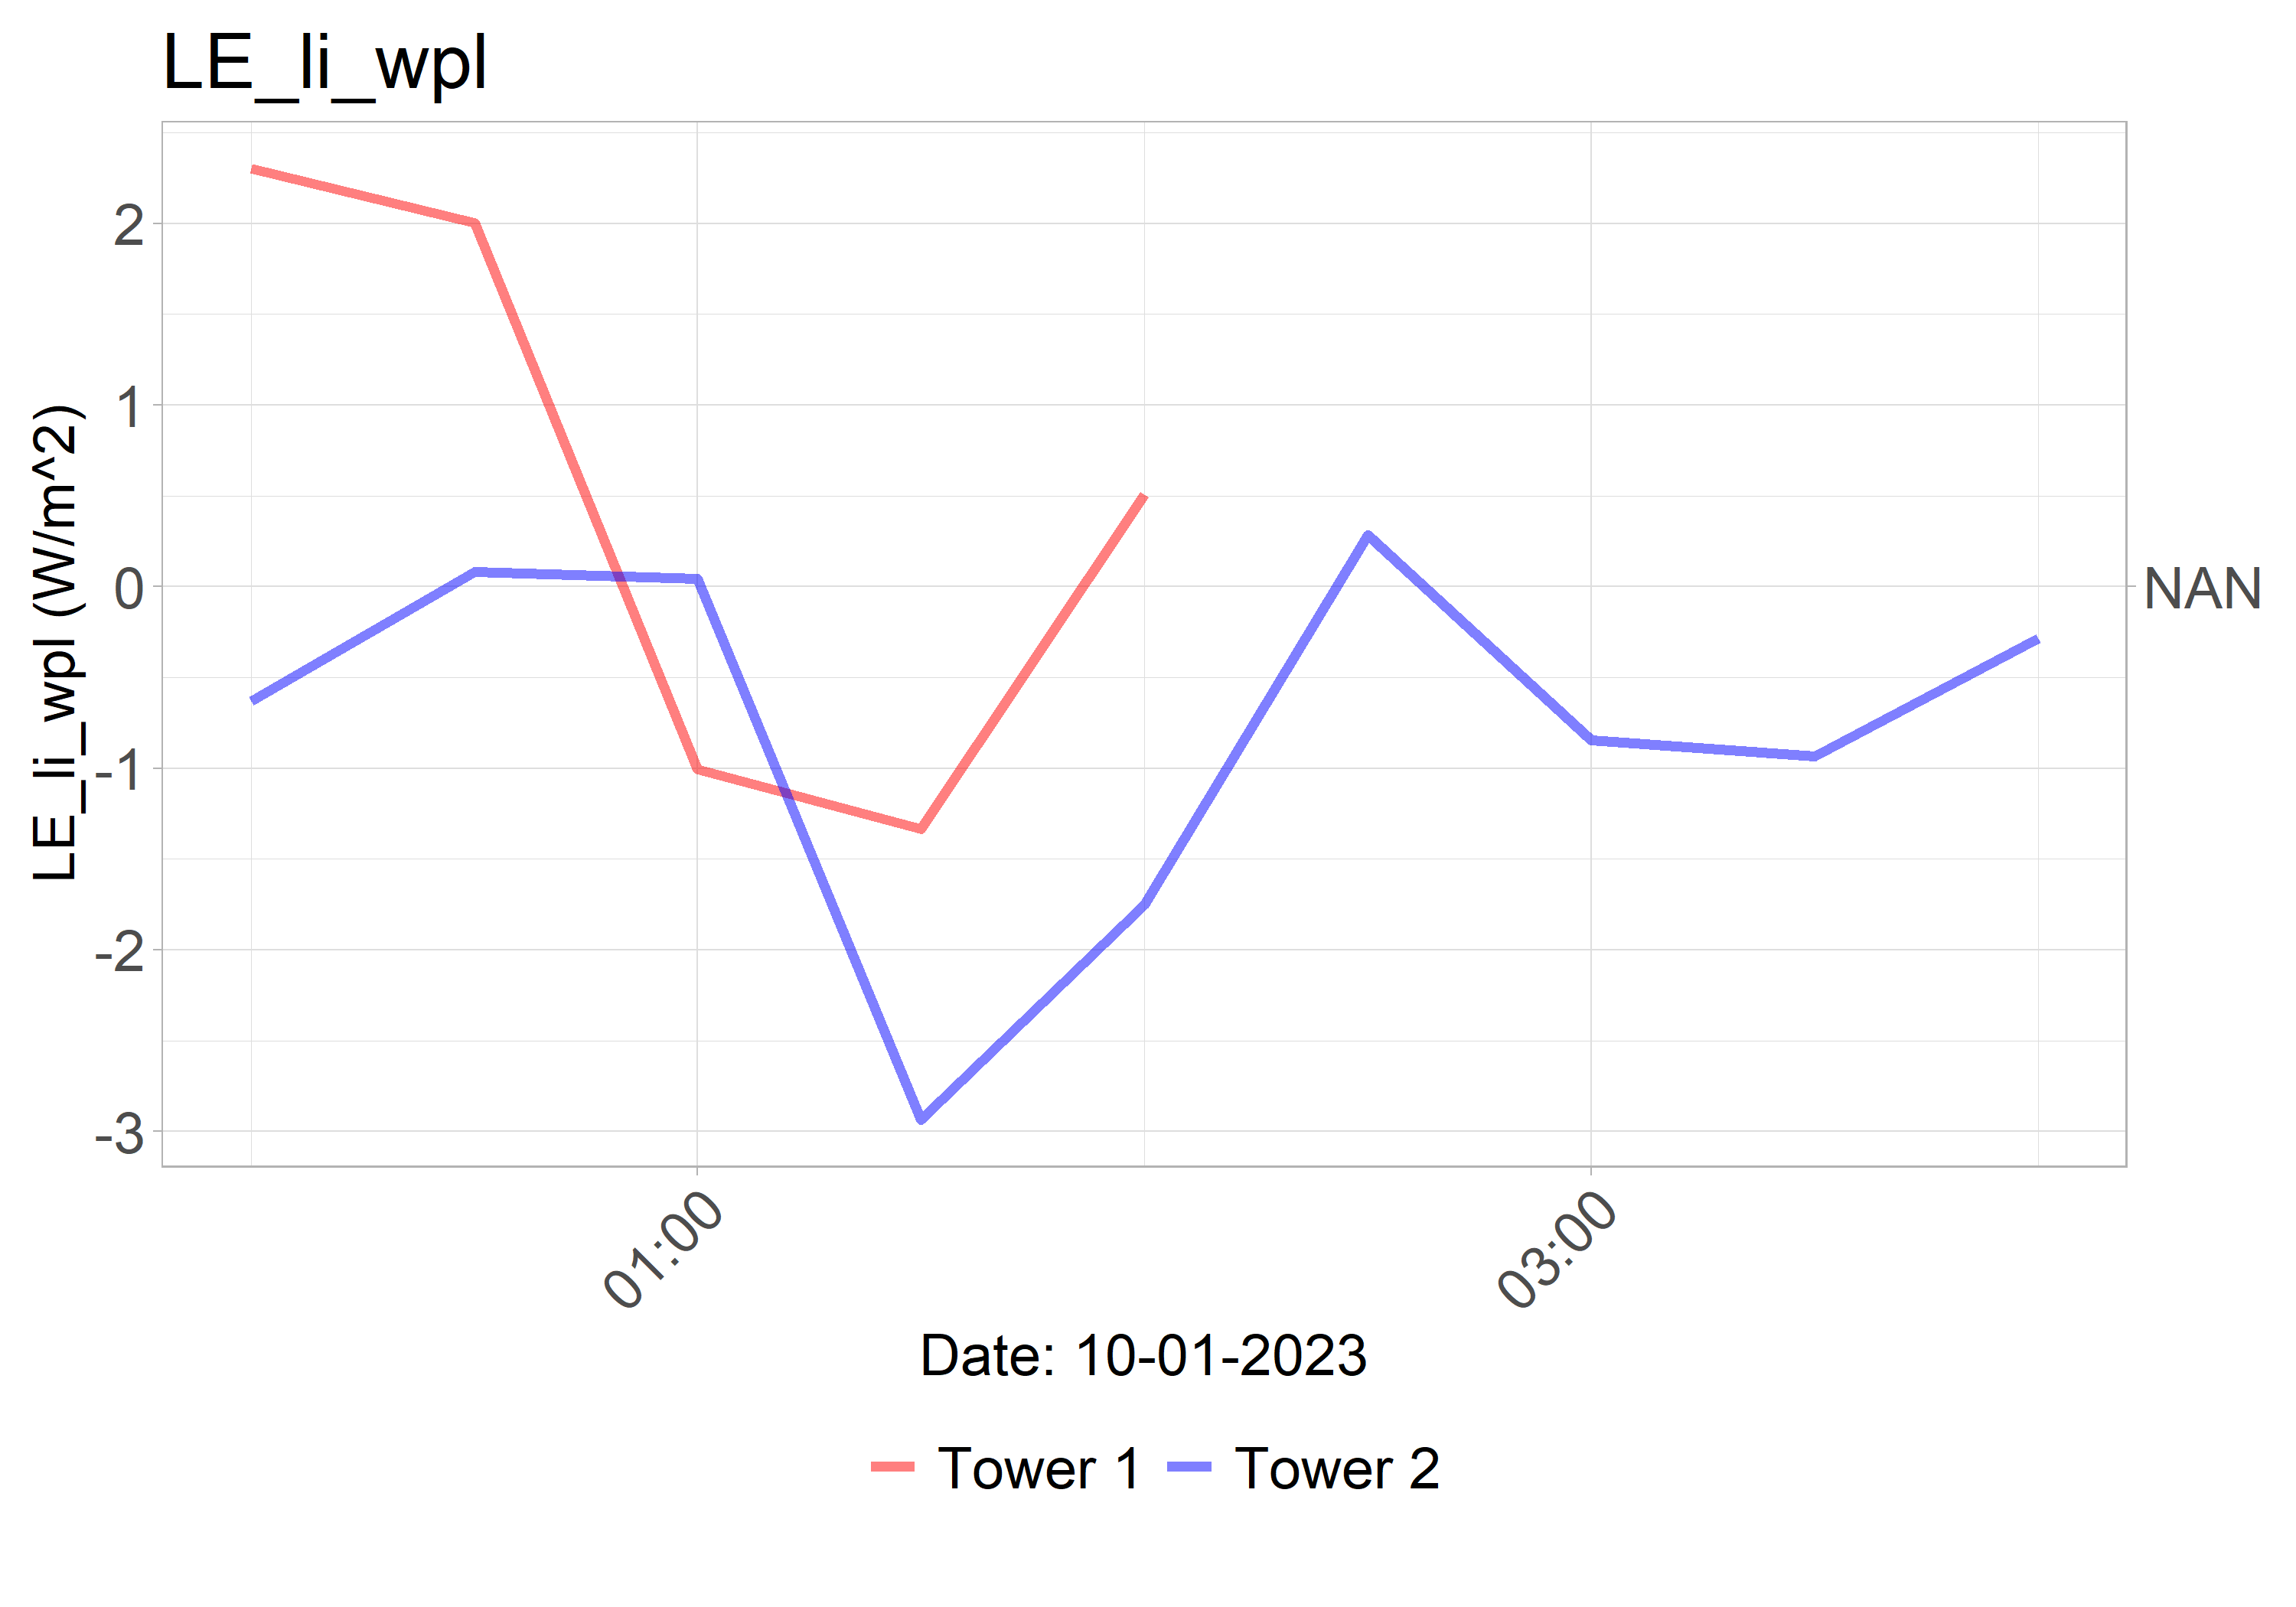 LE_li_wpl
LE_li_wpl (W/m^2)
2
1
0
-1
-2
-3
NAN
01:00
03:00
Date: 10-01-2023
Tower 1
Tower 2